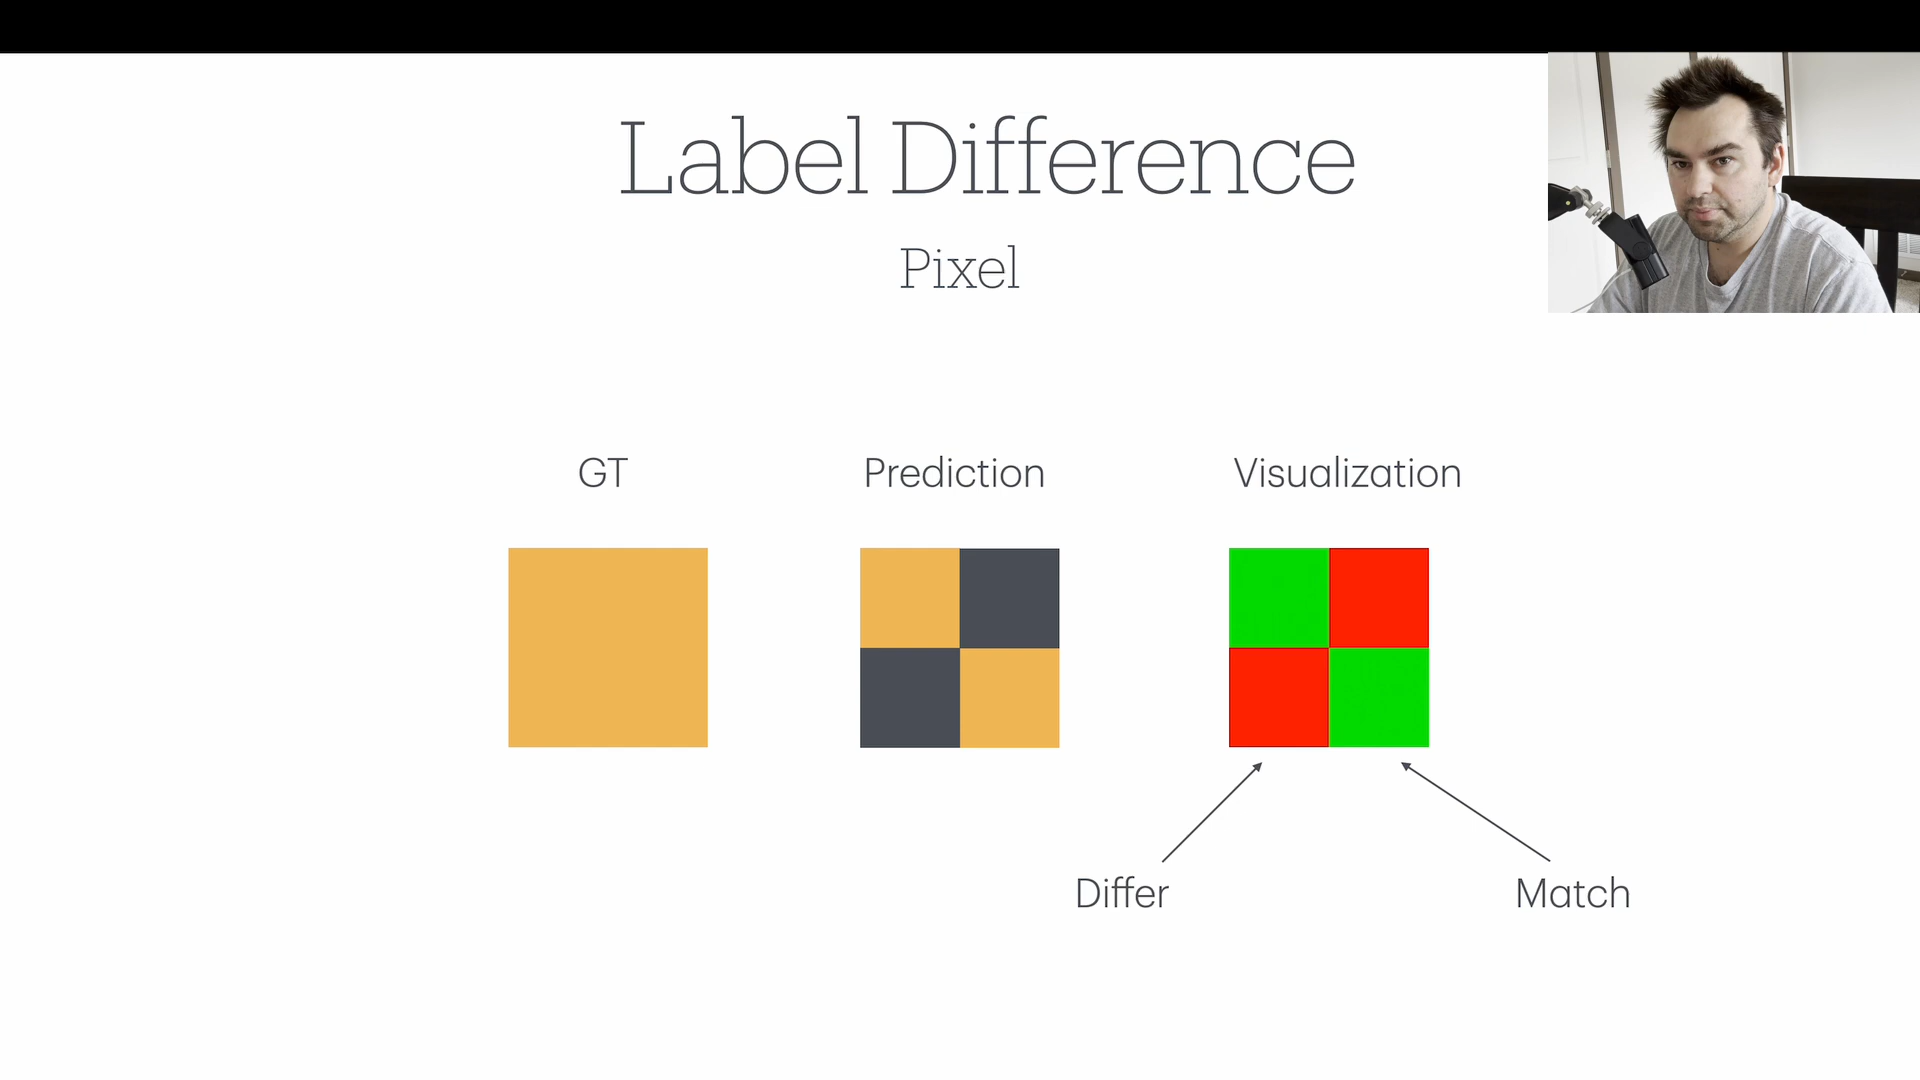 Label Difference
Pixel
GT
Prediction
Visualization
Differ
Match